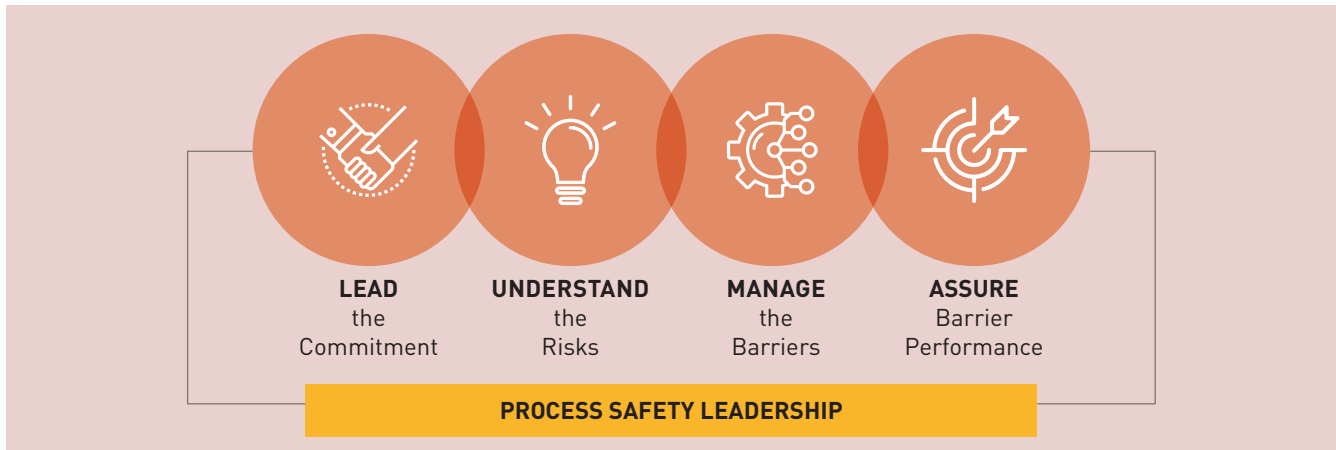 LEAD
the
Commitment
UNDERSTAND
the
Risks
MANAGE
the
Barriers
ASSURE
Barrier
Performance
PROCESS SAFETY LEADERSHIP